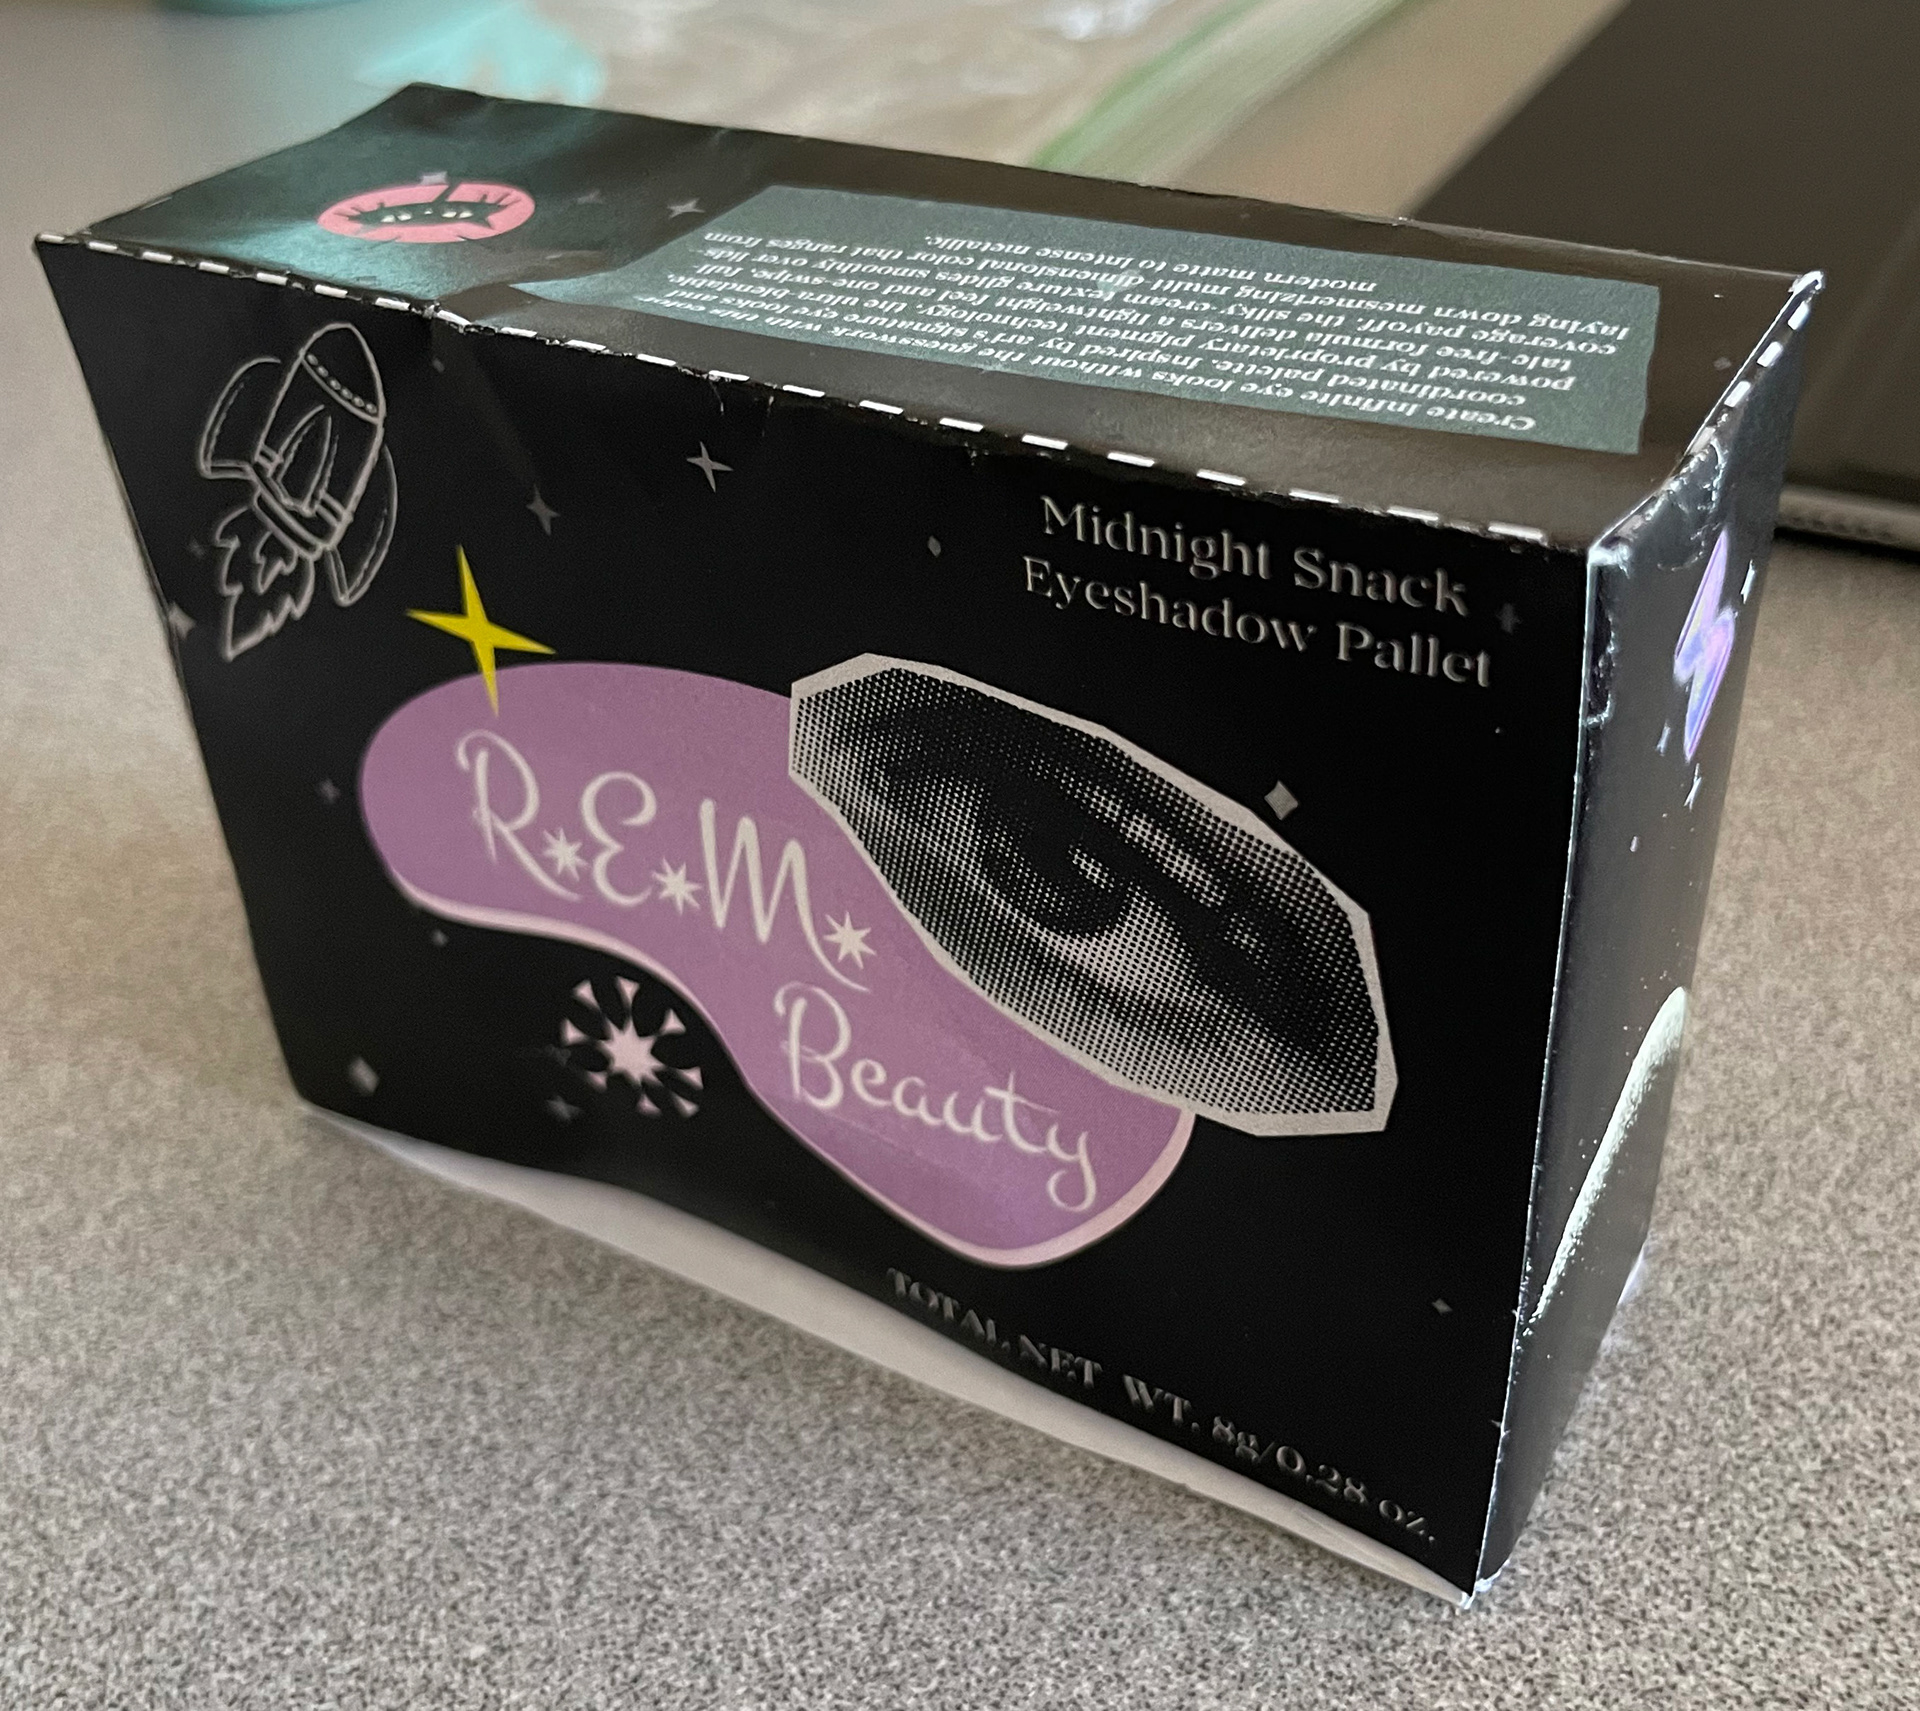 Create infinite eye looks without the guesswork with this color
coordinated palette. Inspired by ari's signature eye looks and
powered by proprietary pigment technology, the ultra blendable,
talc-free formula delivers a lightweight feel and one-swipe, full
coverage payoff. the silky-cream texture glides smoothly over lids
laying down mesmerizing multi dimensional color that ranges from
modern matte to intense metallic.
Midnight Snack
Eyeshadow Pallet
R.E.M.
Beauty
TOTAL NET WT. 8g/0.28 oz.